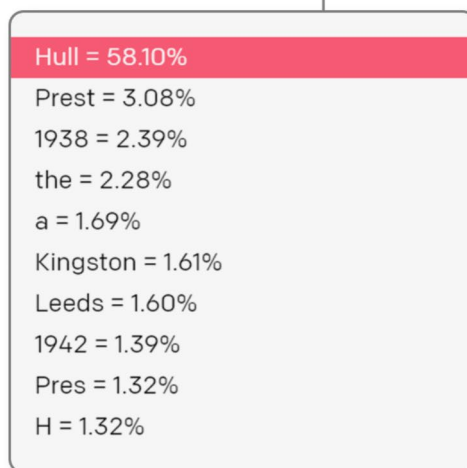 Hull = 58.10%
Prest = 3.08%
1938 = 2.39%
the = 2.28%
a = 1.69%
Kingston = 1.61%
Leeds = 1.60%
1942 = 1.39%
Pres = 1.32%
H = 1.32%